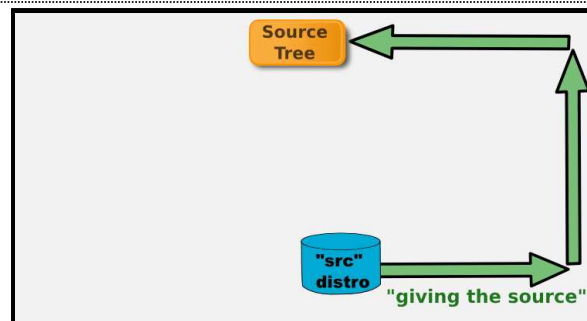 Source
Tree
"src"
distro
"giving the source"